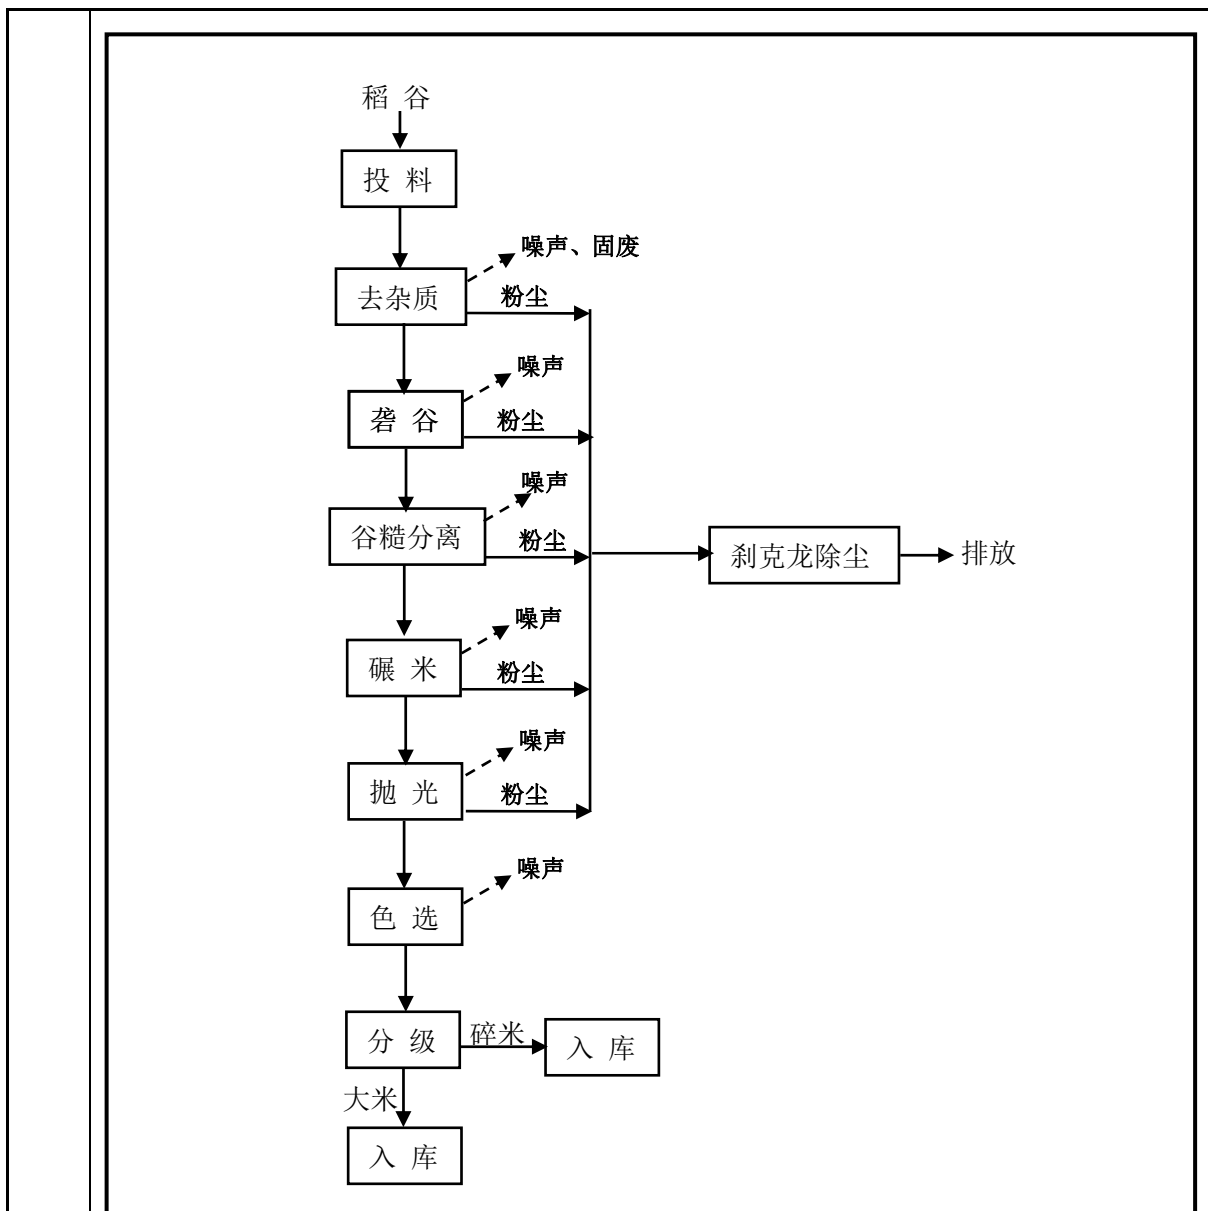 稻 谷
投 料
噪声、固废
去杂质
粉尘
噪声
砻 谷
粉尘
噪声
谷糙分离
粉尘
刹克龙除尘
排放
噪声
碾 米
粉尘
噪声
抛 光
粉尘
噪声
色 选
分 级
碎米
入 库
大米
入 库